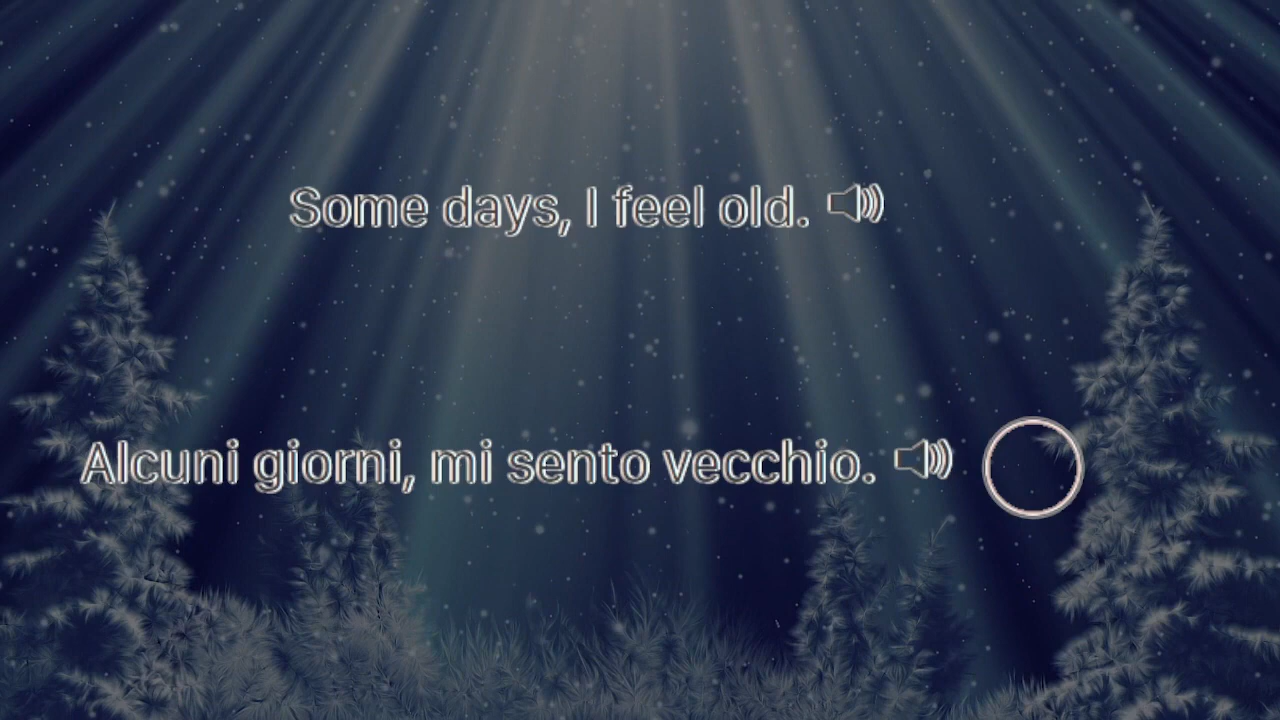 Some days, I feel old.
Alcuni giorni, mi sento vecchio.